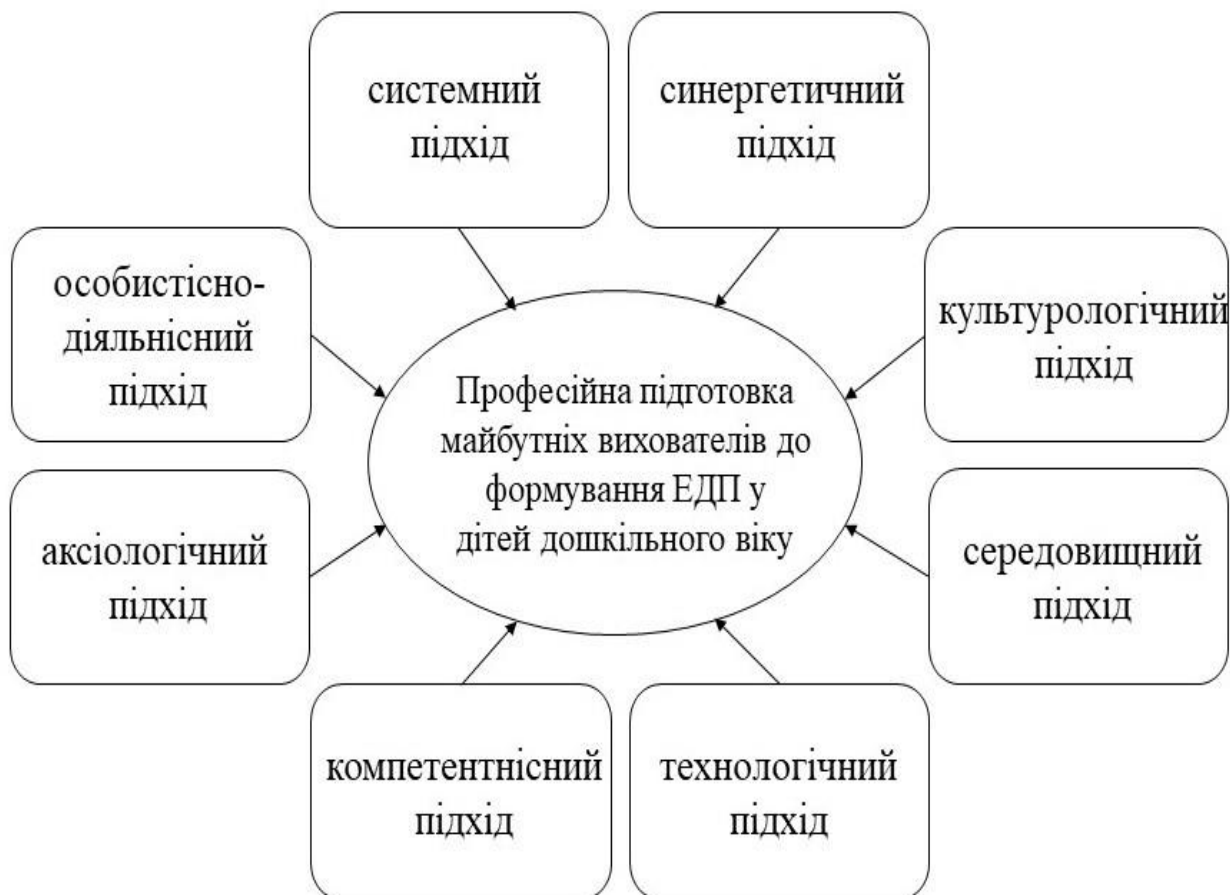 системний
підхід
синергетичний
підхід
особистісно-
діяльнісний
підхід
культурологічний
підхід
Професійна підготовка
майбутніх вихователів до
формування ЕДП у
дітей дошкільного віку
аксіологічний
підхід
середовищний
підхід
компетентнісний
підхід
технологічний
підхід